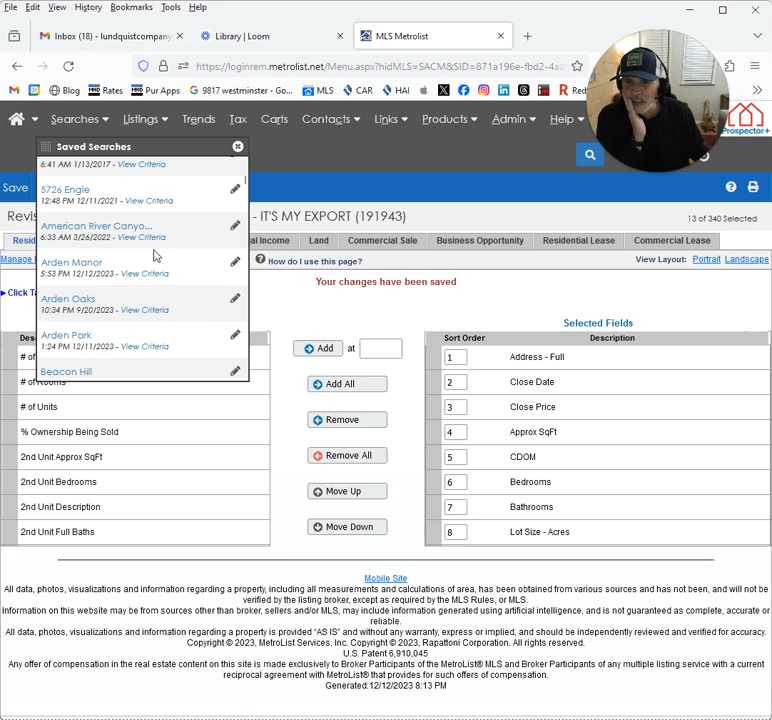 File Edit View History Bookmarks Tools Help
Inbox (18) - lundquistcompany
Library | Loom
MLS Metrolist
https://loginrem.metrolist.net/Menu.aspx?hidMLS=SACM&SID=871a196e-fbd2-4aa
Blog Rates Pur Apps 9817 westminster - Go... MLS CAR HAI Redf
Searches Listings Trends Tax Carts Contacts Links Products Admin Help
Prospector+
Saved Searches
6:41 AM 1/13/2017 - View Criteria
5726 Engle
12:48 PM 12/11/2021 - View Criteria
American River Canyo...
6:33 AM 3/26/2022 - View Criteria
Arden Manor
5:53 PM 12/12/2023 - View Criteria
Arden Oaks
10:34 PM 9/20/2023 - View Criteria
Arden Park
1:24 PM 12/11/2023 - View Criteria
Beacon Hill
Save
Revis - IT'S MY EXPORT (191943)
13 of 340 Selected
Resid ial Income Land Commercial Sale Business Opportunity Residential Lease Commercial Lease
Manage How do I use this page?
View Layout: Portrait Landscape
Your changes have been saved
Click Ta
Selected Fields
Des
Sort Order Description
# of
# of Rooms
# of Units
% Ownership Being Sold
2nd Unit Approx SqFt
2nd Unit Bedrooms
2nd Unit Description
2nd Unit Full Baths
Add at
Add All
Remove
Remove All
Move Up
Move Down
1 Address - Full
2 Close Date
3 Close Price
4 Approx SqFt
5 CDOM
6 Bedrooms
7 Bathrooms
8 Lot Size - Acres
Mobile Site
All data, photos, visualizations and information regarding a property, including all measurements and calculations of area, has been obtained from various sources and has not been, and will not be
verified by the listing broker, except as required by the MLS Rules, or MLS.
Information on this website may be from sources other than broker, sellers and/or MLS, may include information generated using artificial intelligence, and is not guaranteed as complete, accurate or
reliable.
All data, photos, visualizations and information regarding a property is provided "AS IS" and without any warranty, express or implied, and should be independently reviewed and verified for accuracy.
Copyright © 2023, MetroList Services, Inc. Copyright © 2023, Rapattoni Corporation. All rights reserved.
U.S. Patent 6,910,045
Any offer of compensation in the real estate content on this site is made exclusively to Broker Participants of the MetroList® MLS and Broker Participants of any multiple listing service with a current
reciprocal agreement with MetroList® that provides for such offers of compensation.
Generated:12/12/2023 8:13 PM